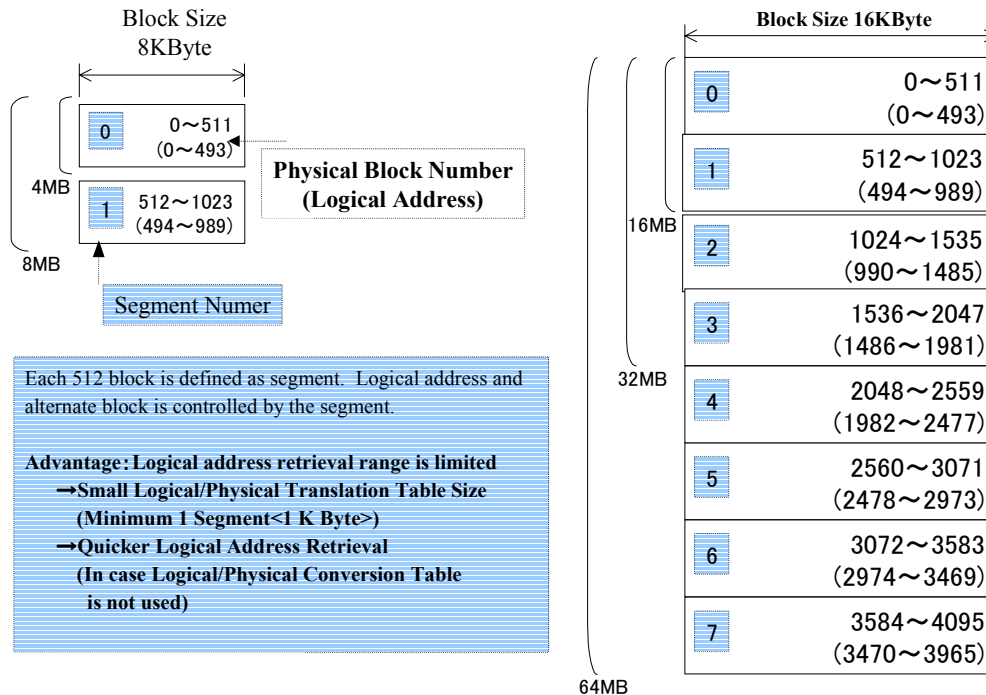 Block Size
8KByte
0
0～511
(0～493)
4MB
1
512～1023
(494～989)
8MB
Physical Block Number
(Logical Address)
Segment Numer
Each 512 block is defined as segment. Logical address and
alternate block is controlled by the segment.
Advantage:Logical address retrieval range is limited
→Small Logical/Physical Translation Table Size
(Minimum 1 Segment<1 K Byte>)
→Quicker Logical Address Retrieval
(In case Logical/Physical Conversion Table
is not used)
Block Size 16KByte
0
0～511
(0～493)
1
512～1023
(494～989)
16MB
2
1024～1535
(990～1485)
3
1536～2047
(1486～1981)
32MB
4
2048～2559
(1982～2477)
5
2560～3071
(2478～2973)
6
3072～3583
(2974～3469)
7
3584～4095
(3470～3965)
64MB